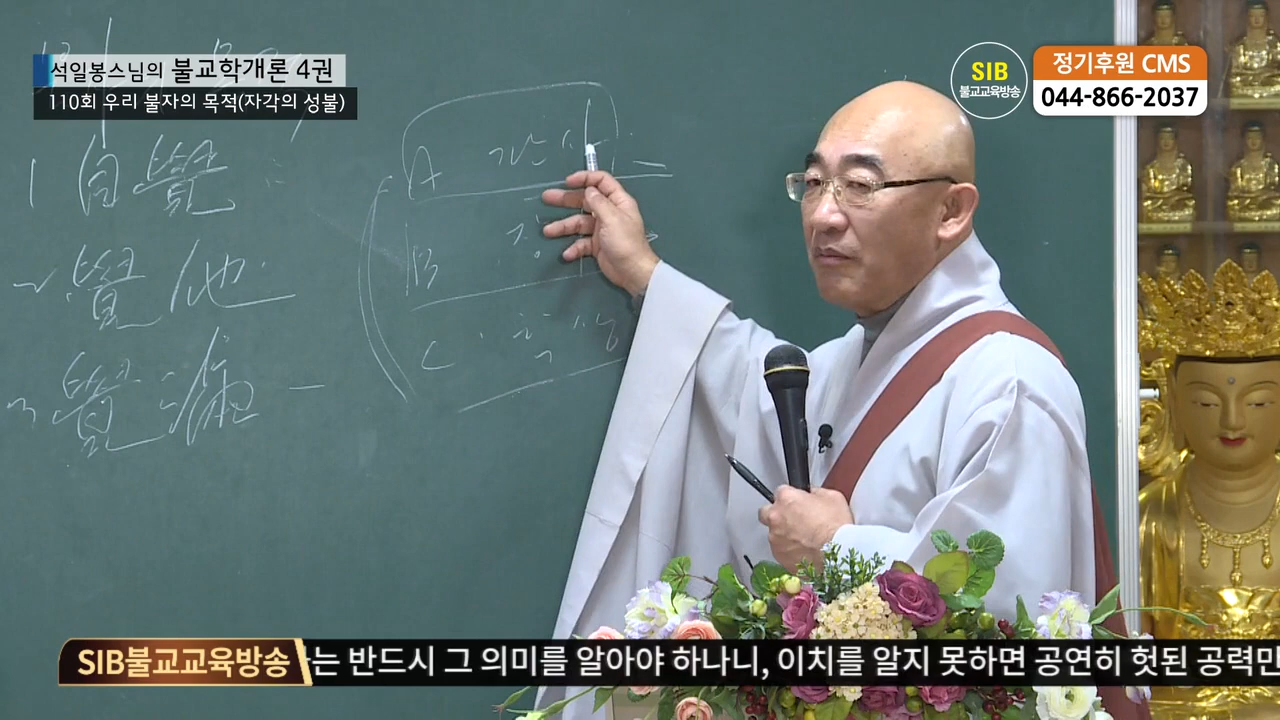 석일봉스님의 불교학개론 4권
110회 우리 불자의 목적(자각의 성불)
SIB
불교교육방송
정기후원 CMS
044-866-2037
1 自覺
2 覺他
3 覺滿
A
B
C 학생
SIB불교교육방송
는 반드시 그 의미를 알아야 하나니, 이치를 알지 못하면 공연히 헛된 공력만